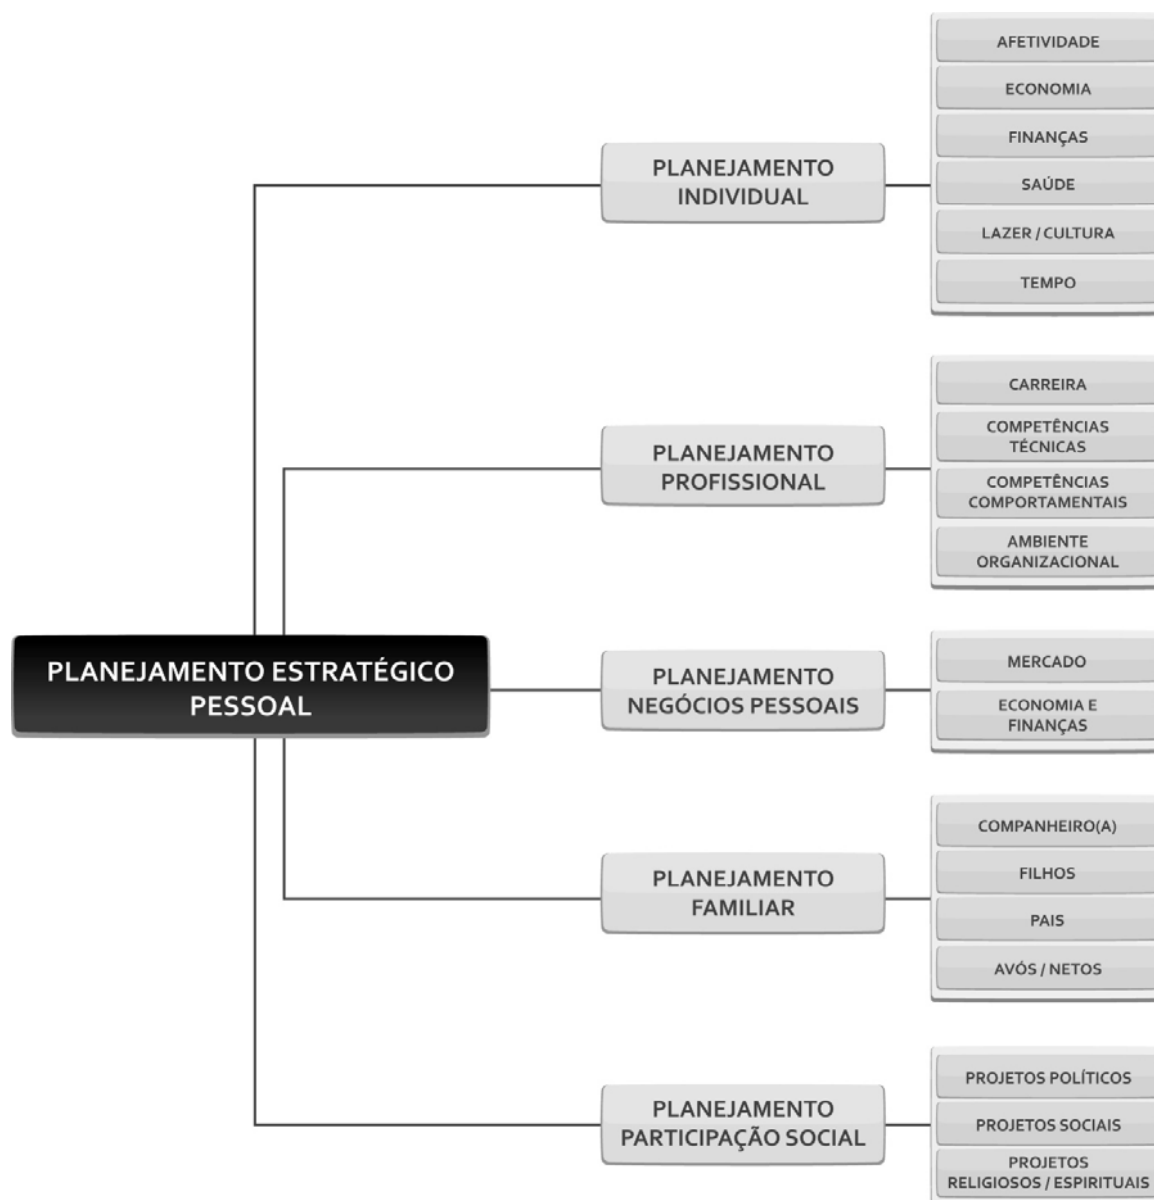 PLANEJAMENTO ESTRATÉGICO
PESSOAL
PLANEJAMENTO
INDIVIDUAL
AFETIVIDADE
ECONOMIA
FINANÇAS
SAÚDE
LAZER / CULTURA
TEMPO
PLANEJAMENTO
PROFISSIONAL
CARREIRA
COMPETÊNCIAS
TÉCNICAS
COMPETÊNCIAS
COMPORTAMENTAIS
AMBIENTE
ORGANIZACIONAL
PLANEJAMENTO
NEGÓCIOS PESSOAIS
MERCADO
ECONOMIA E
FINANÇAS
PLANEJAMENTO
FAMILIAR
COMPANHEIRO(A)
FILHOS
PAIS
AVÓS / NETOS
PLANEJAMENTO
PARTICIPAÇÃO SOCIAL
PROJETOS POLÍTICOS
PROJETOS SOCIAIS
PROJETOS
RELIGIOSOS / ESPIRITUAIS